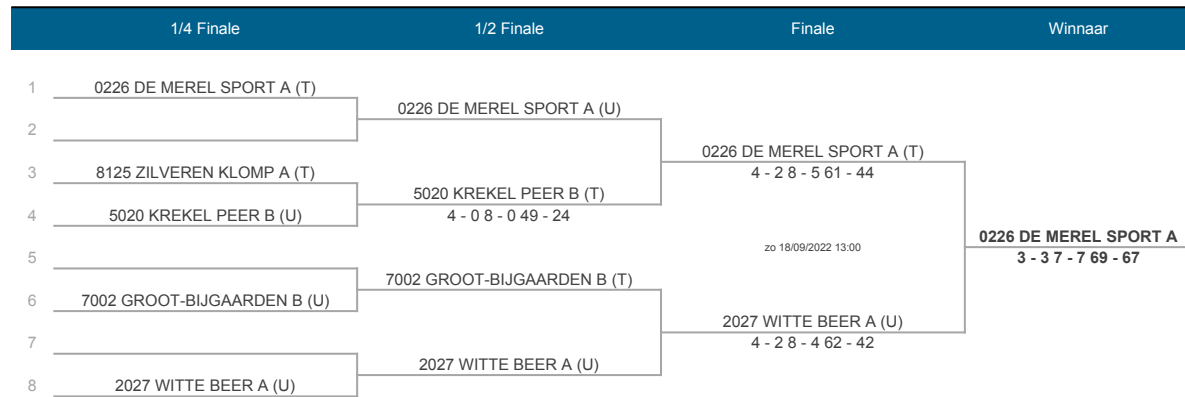 1/4 Finale 1/2 Finale Finale Winnaar
1 0226 DE MEREL SPORT A (T)
0226 DE MEREL SPORT A (U)
2
0226 DE MEREL SPORT A (T)
3 8125 ZILVEREN KLOMP A (T)
4 - 2 8 - 5 61 - 44
5020 KREKEL PEER B (T)
4 5020 KREKEL PEER B (U)
4 - 0 8 - 0 49 - 24
0226 DE MEREL SPORT A
zo 18/09/2022 13:00
3 - 3 7 - 7 69 - 67
5
7002 GROOT-BIJGAARDEN B (T)
6 7002 GROOT-BIJGAARDEN B (U)
2027 WITTE BEER A (U)
7
4 - 2 8 - 4 62 - 42
2027 WITTE BEER A (U)
8 2027 WITTE BEER A (U)